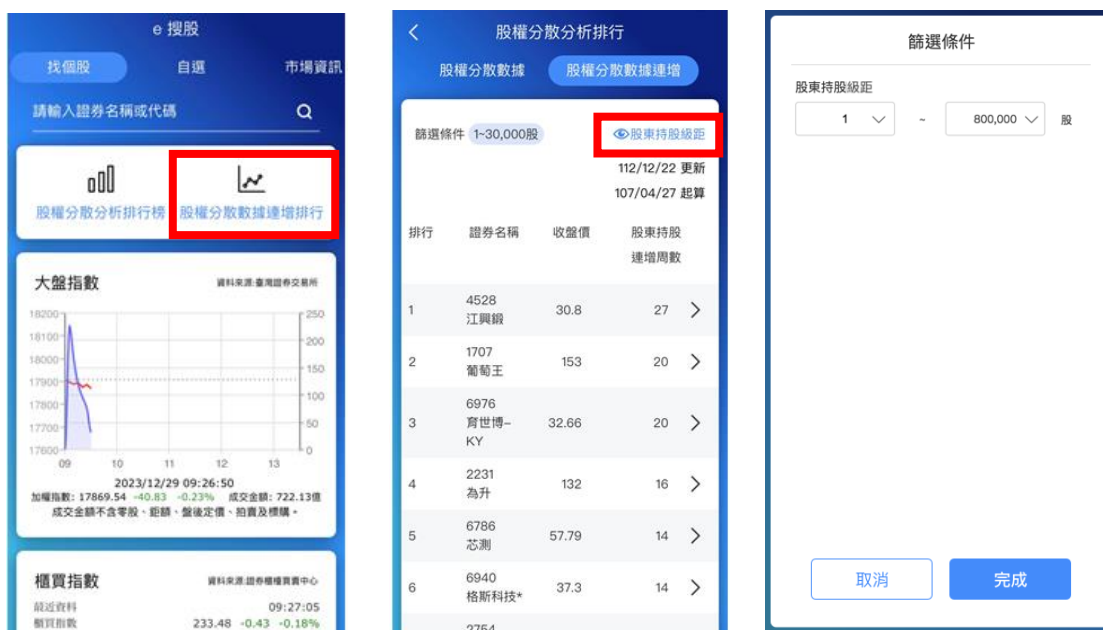 e 搜股
找個股 自選 市場資訊
請輸入證券名稱或代碼
股權分散分析排行榜 股權分散數據連增排行
大盤指數 資料來源:臺灣證券交易所
18200 250
18100 200
18000 150
17900 100
17800
17700 50
17600 0
09 10 11 12 13
2023/12/29 09:26:50
加權指數: 17869.54 -40.83 -0.23% 成交金額: 722.13億
成交金額不含零股、鉅額、盤後定價、拍賣及標購。
櫃買指數 資料來源:證券櫃檯買賣中心
最近資料 09:27:05
櫃買指數 233.48 -0.43 -0.18%
股權分散分析排行
股權分散數據 股權分散數據連增
篩選條件 1~30,000股 股東持股級距
112/12/22 更新
107/04/27 起算
排行 證券名稱 收盤價 股東持股
連增周數
1 4528 江興鍛 30.8 27
2 1707 葡萄王 153 20
3 6976 育世博-KY 32.66 20
4 2231 為升 132 16
5 6786 芯測 57.79 14
6 6940 格斯科技* 37.3 14
2754
篩選條件
股東持股級距
1 ~ 800,000 股
取消 完成